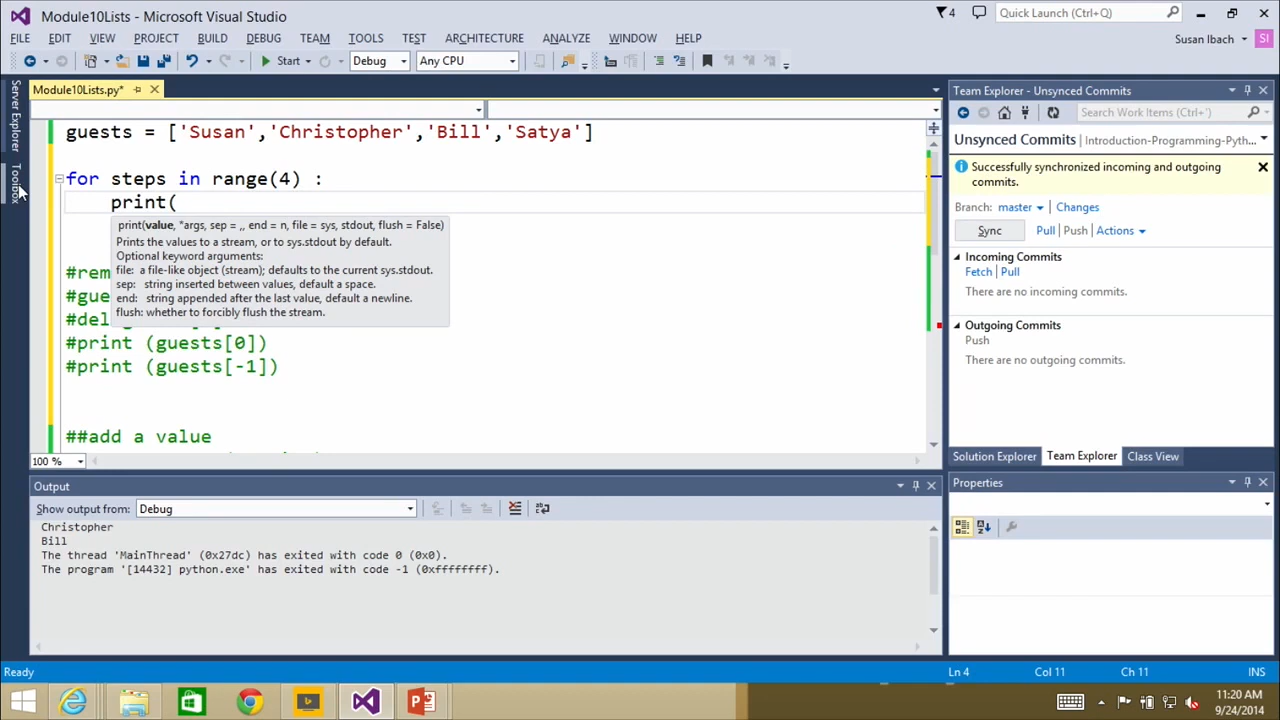 Module10Lists - Microsoft Visual Studio
4
Quick Launch (Ctrl+Q)
FILE EDIT VIEW PROJECT BUILD DEBUG TEAM TOOLS TEST ARCHITECTURE ANALYZE WINDOW HELP
Susan Ibach
SI
Start
Debug
Any CPU
Server Explorer
Toolbox
Module10Lists.py*
guests = ['Susan','Christopher','Bill','Satya']
for steps in range(4) :
print(
print(value, *args, sep = ,, end = n, file = sys, stdout, flush = False)
Prints the values to a stream, or to sys.stdout by default.
Optional keyword arguments:
file: a file-like object (stream); defaults to the current sys.stdout.
sep: string inserted between values, default a space.
end: string appended after the last value, default a newline.
flush: whether to forcibly flush the stream.
#rem
#gue
#del
#print (guests[0])
#print (guests[-1])
##add a value
100 %
Output
Show output from: Debug
Christopher
Bill
The thread 'MainThread' (0x27dc) has exited with code 0 (0x0).
The program '[14432] python.exe' has exited with code -1 (0xffffffff).
Team Explorer - Unsynced Commits
Search Work Items (Ctrl+')
Unsynced Commits | Introduction-Programming-Pyth...
Successfully synchronized incoming and outgoing
commits.
Branch: master Changes
Sync Pull Push Actions
Incoming Commits
Fetch | Pull
There are no incoming commits.
Outgoing Commits
Push
There are no outgoing commits.
Solution Explorer Team Explorer Class View
Properties
Ready
Ln 4
Col 11
Ch 11
INS
11:20 AM
9/24/2014